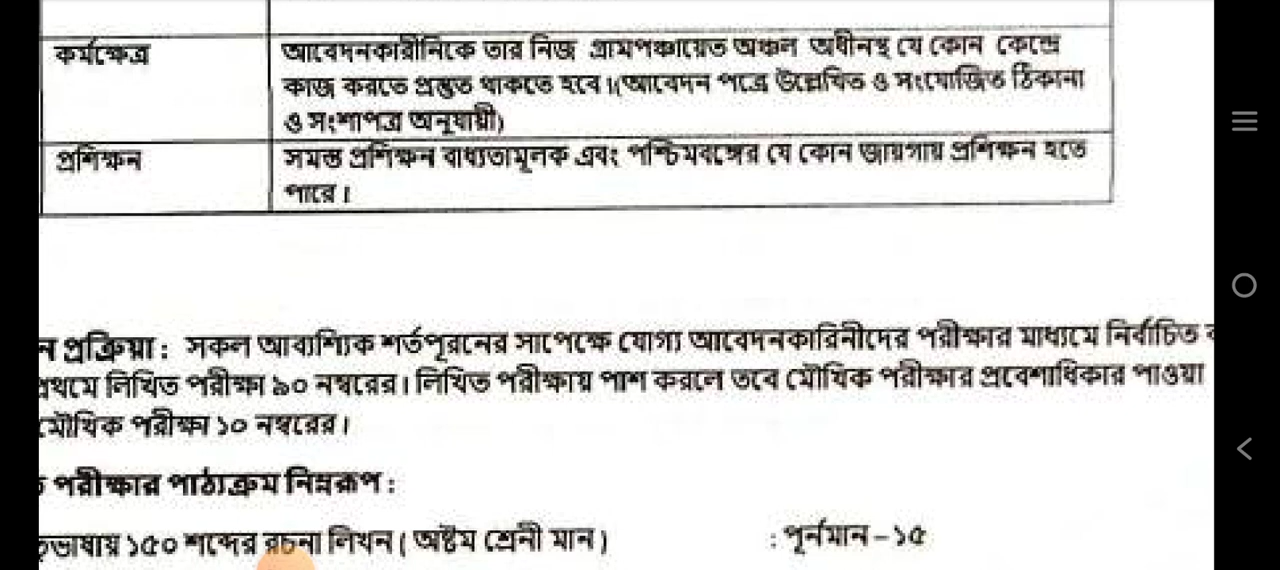 কর্মক্ষেত্র
আবেদনকারীনিকে তার নিজ গ্রামপঞ্চায়েত অঞ্চল অধীনস্থ যে কোন কেন্দ্রে
কাজ করতে প্রস্তুত থাকতে হবে।(আবেদন পত্রে উল্লেখিত ও সংযোজিত ঠিকানা
ও সংশাপত্র অনুযায়ী)
প্রশিক্ষন
সমস্ত প্রশিক্ষন বাধ্যতামূলক এবং পশ্চিমবঙ্গের যে কোন জায়গায় প্রশিক্ষন হতে
পারে।
ন প্রক্রিয়া : সকল আবাশ্যিক শর্তপূরনের সাপেক্ষে যোগ্য আবেদনকারিনীদের পরীক্ষার মাধ্যমে নির্বাচিত
প্রথমে লিখিত পরীক্ষা ৯০ নম্বরের। লিখিত পরীক্ষায় পাশ করলে তবে মৌখিক পরীক্ষার প্রবেশাধিকার পাওয়া
মৌখিক পরীক্ষা ১০ নম্বরের।
পরীক্ষার পাঠ্যক্রম নিম্নরূপ :
তৃভাষায় ১৫০ শব্দের রচনা লিখন ( অষ্টম শ্রেনী মান ) : পূর্নমান – ১৫